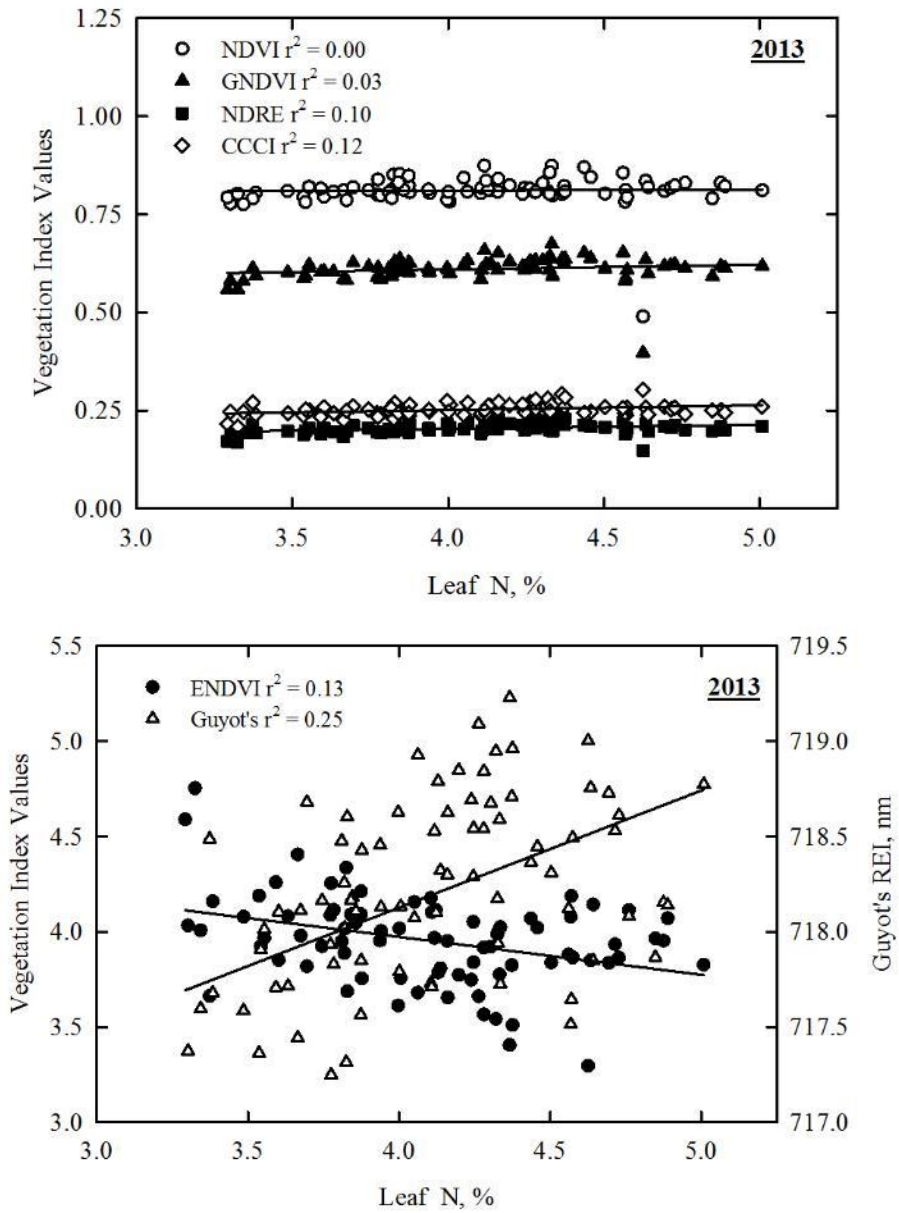 1.25
1.00
0.75
0.50
0.25
0.00
Vegetation Index Values
NDVI r² = 0.00
GNDVI r² = 0.03
NDRE r² = 0.10
CCCI r² = 0.12
2013
3.0 3.5 4.0 4.5 5.0
Leaf N, %
5.5
5.0
4.5
4.0
3.5
3.0
Vegetation Index Values
ENDVI r² = 0.13
Guyot's r² = 0.25
2013
719.5
719.0
718.5
718.0
717.5
717.0
Guyot's REI, nm
3.0 3.5 4.0 4.5 5.0
Leaf N, %